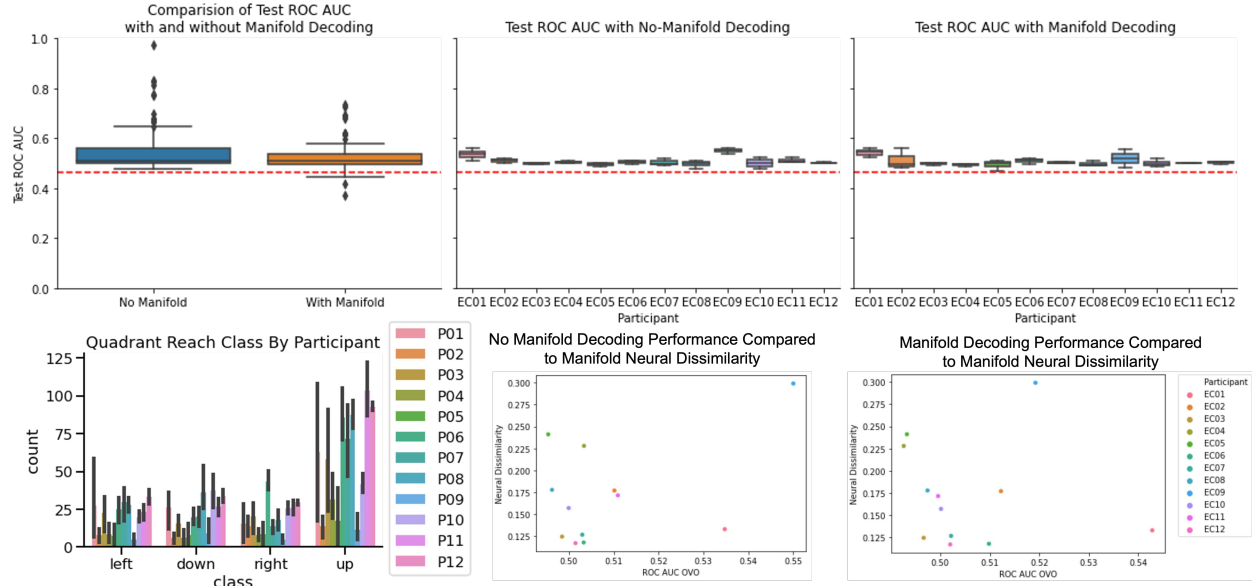 Comparision of Test ROC AUC
with and without Manifold Decoding
Test ROC AUC
1.0
0.8
0.6
0.4
0.2
0.0
No Manifold
With Manifold
Test ROC AUC with No-Manifold Decoding
EC01 EC02 EC03 EC04 EC05 EC06 EC07 EC08 EC09 EC10 EC11 EC12
Participant
Test ROC AUC with Manifold Decoding
EC01 EC02 EC03 EC04 EC05 EC06 EC07 EC08 EC09 EC10 EC11 EC12
Participant
Quadrant Reach Class By Participant
count
125
100
75
50
25
0
left
down
right
up
class
P01
P02
P03
P04
P05
P06
P07
P08
P09
P10
P11
P12
No Manifold Decoding Performance Compared
to Manifold Neural Dissimilarity
Neural Dissimilarity
0.300
0.275
0.250
0.225
0.200
0.175
0.150
0.125
0.50
0.51
0.52
0.53
0.54
0.55
ROC AUC OVO
Manifold Decoding Performance Compared
to Manifold Neural Dissimilarity
Neural Dissimilarity
0.300
0.275
0.250
0.225
0.200
0.175
0.150
0.125
0.50
0.51
0.52
0.53
0.54
ROC AUC OVO
Participant
EC01
EC02
EC03
EC04
EC05
EC06
EC07
EC08
EC09
EC10
EC11
EC12